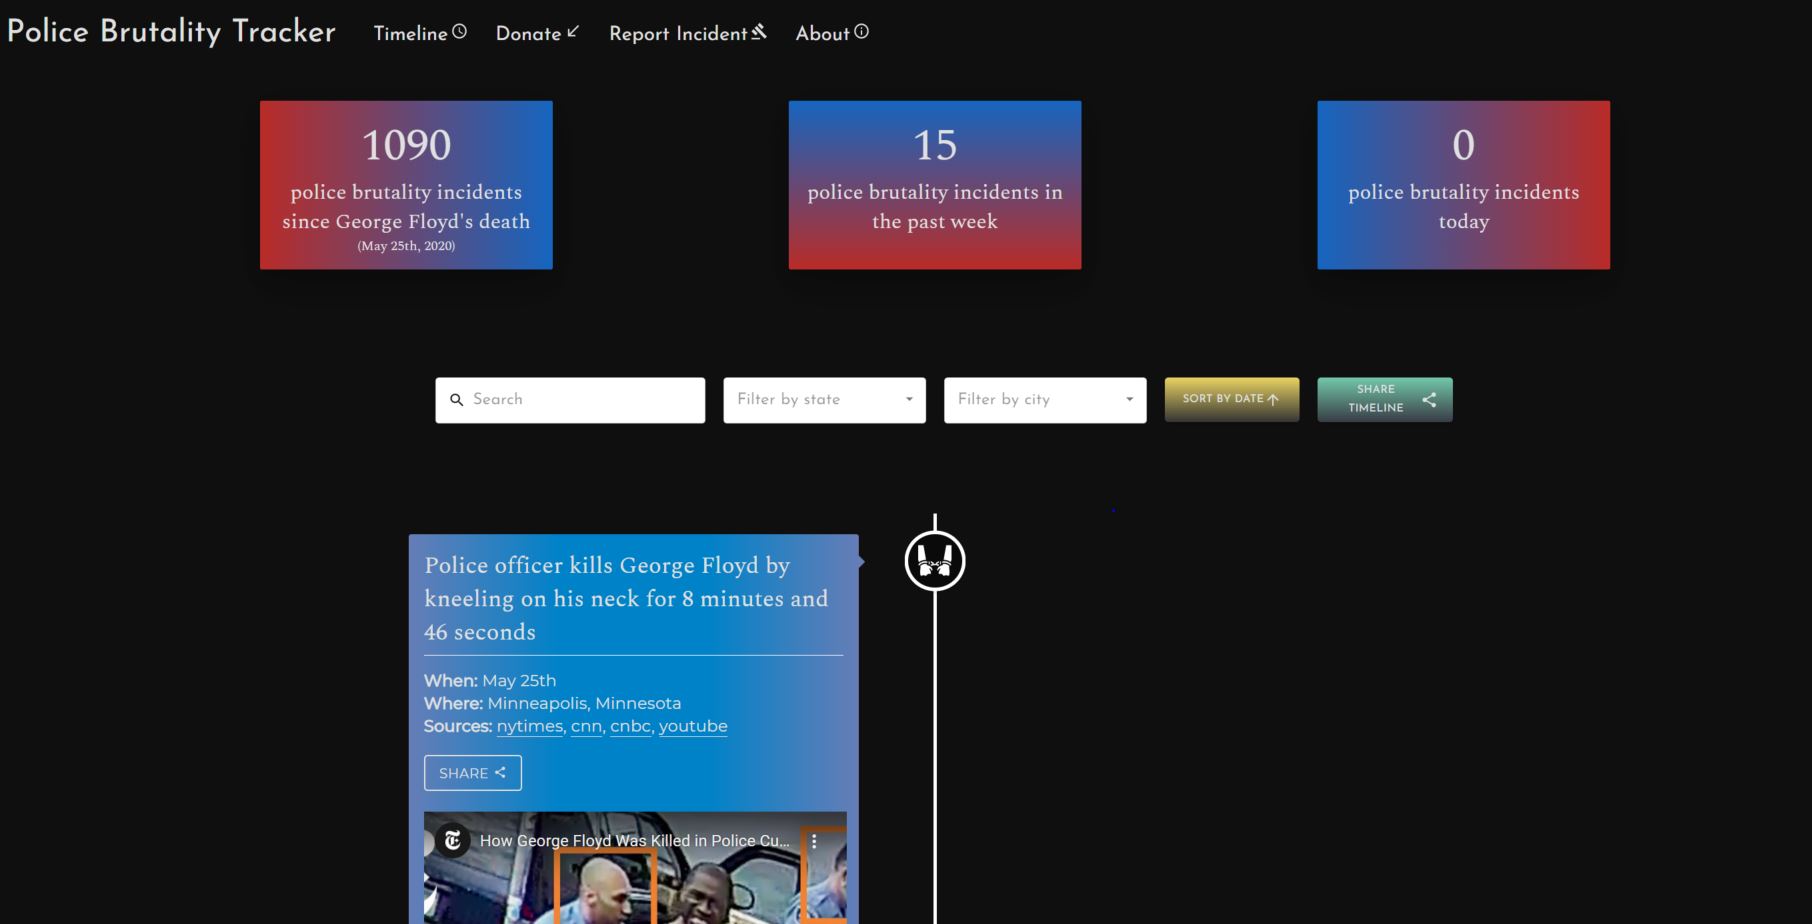 Police Brutality Tracker
Timeline
Donate
Report Incident
About
1090
police brutality incidents
since George Floyd's death
(May 25th, 2020)
15
police brutality incidents in
the past week
0
police brutality incidents
today
Search
Filter by state
Filter by city
SORT BY DATE
SHARE
TIMELINE
Police officer kills George Floyd by
kneeling on his neck for 8 minutes and
46 seconds
When: May 25th
Where: Minneapolis, Minnesota
Sources: nytimes, cnn, cnbc, youtube
SHARE
How George Floyd Was Killed in Police Cu...